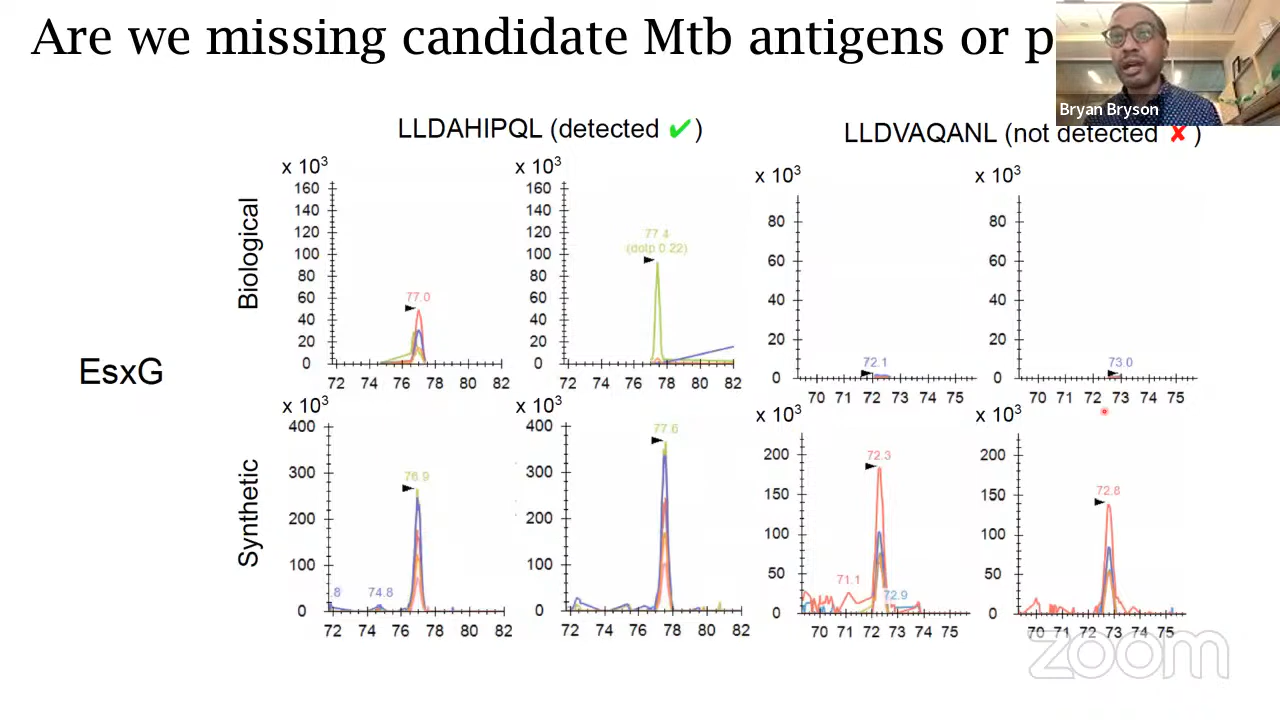 Are we missing candidate Mtb antigens or p
Bryan Bryson
LLDAHIPQL (detected ✔)
LLDVAQANL (not detected ✘)
Biological
x 10³
160
140
120
100
80
60
40
20
0
77.0
72 74 76 78 80 82
x 10³
160
140
120
100
80
60
40
20
0
77.4
(dotp 0.22)
72 74 76 78 80 82
x 10³
80
60
40
20
0
72.1
70 71 72 73 74 75
x 10³
80
60
40
20
0
73.0
70 71 72 73 74 75
EsxG
Synthetic
x 10³
400
300
200
100
0
76.9
.8
74.8
72 74 76 78 80 82
x 10³
400
300
200
100
0
77.6
72 74 76 78 80 82
x 10³
200
150
100
50
0
72.3
71.1
72.9
70 71 72 73 74 75
x 10³
200
150
100
50
0
72.8
70 71 72 73 74 75
zoom